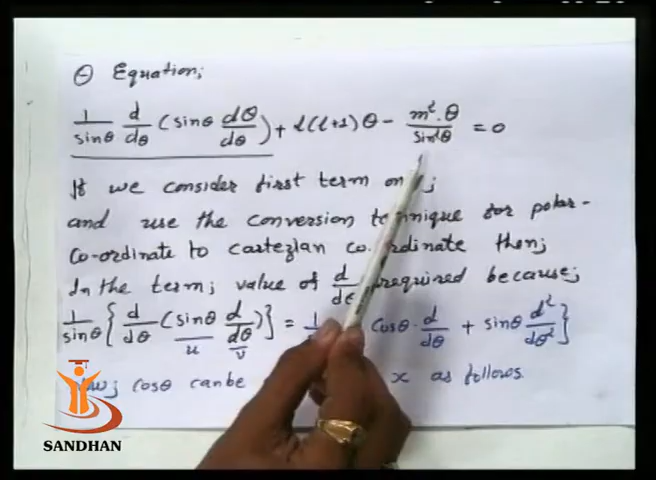 Θ Equation;
1/sinθ d/dθ (sinθ dΘ/dθ) + l(l+1)Θ - m²·Θ/sin²θ = 0
If we consider first term only;
and use the conversion technique for polar-
co-ordinate to cartezian co-ordinate then;
In the term; value of d/dθ required because;
1/sinθ { d/dθ (sinθ d/dθ) } = cosθ·d/dθ + sinθ d²/dθ² }
u v
cosθ canbe x as follows
SANDHAN